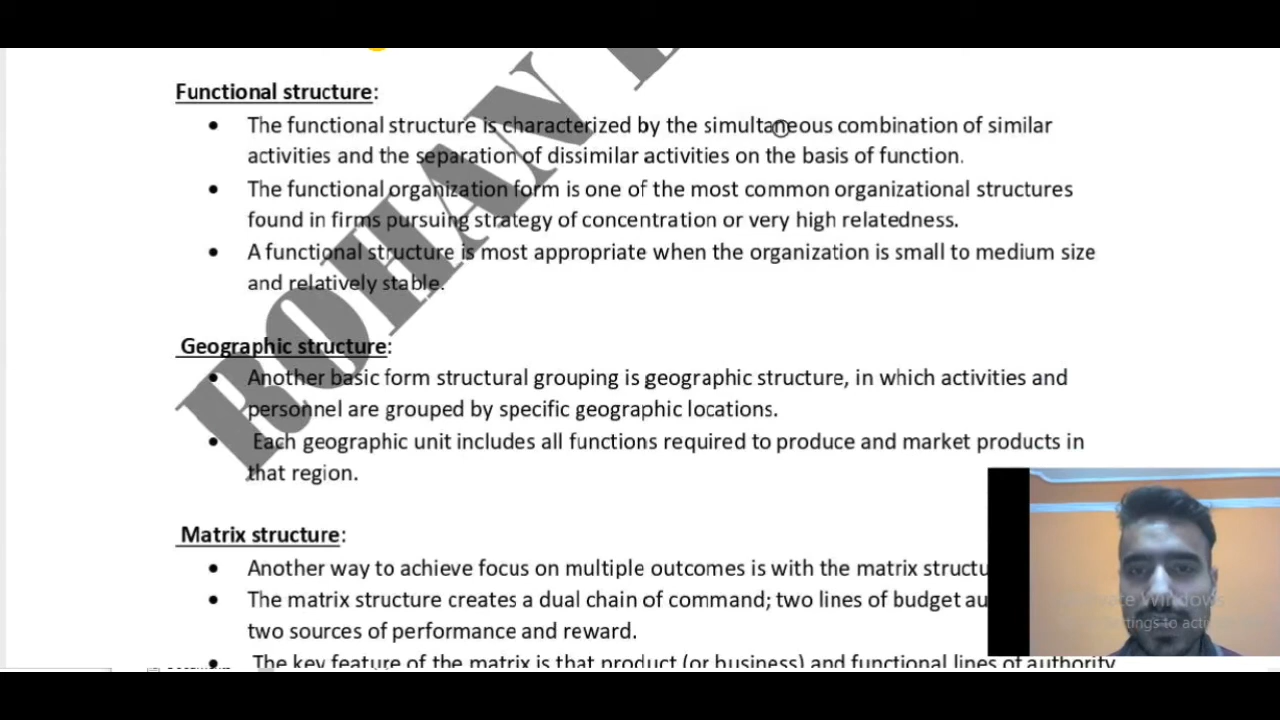 Functional structure:
• The functional structure is characterized by the simultaneous combination of similar
activities and the separation of dissimilar activities on the basis of function.
• The functional organization form is one of the most common organizational structures
found in firms pursuing strategy of concentration or very high relatedness.
• A functional structure is most appropriate when the organization is small to medium size
and relatively stable.
Geographic structure:
• Another basic form structural grouping is geographic structure, in which activities and
personnel are grouped by specific geographic locations.
• Each geographic unit includes all functions required to produce and market products in
that region.
Matrix structure:
• Another way to achieve focus on multiple outcomes is with the matrix structu
• The matrix structure creates a dual chain of command; two lines of budget au
two sources of performance and reward.
• The key feature of the matrix is that product (or business) and functional lines of authority
ROHAN
Windows